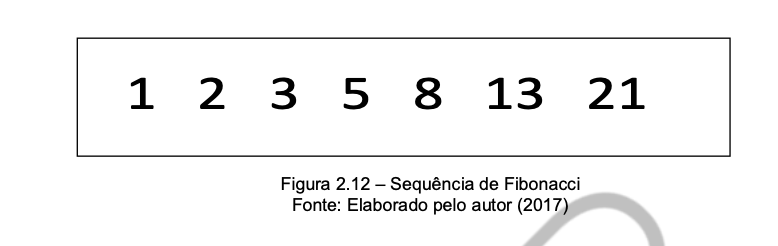 1 2 3 5 8 13 21
Figura 2.12 – Sequência de Fibonacci
Fonte: Elaborado pelo autor (2017)